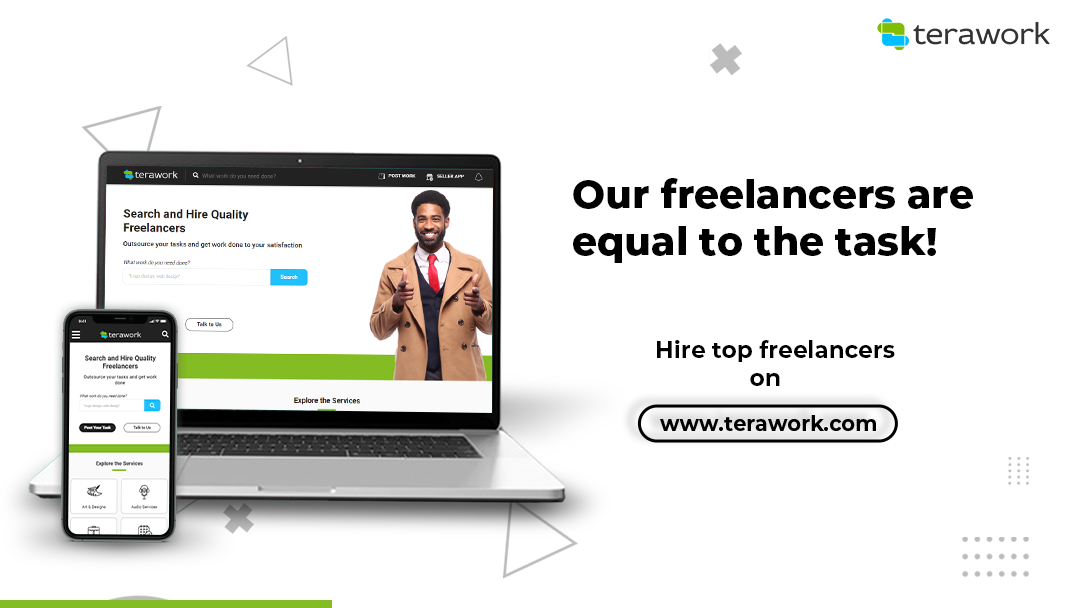 terawork
Our freelancers are
equal to the task!
Hire top freelancers
on
www.terawork.com
terawork
What work do you need done?
POST WORK
SELLER APP
Search and Hire Quality
Freelancers
Outsource your tasks and get work done to your satisfaction
What work do you need done?
Search
Talk to Us
Explore the Services
9:41
terawork
Search and Hire Quality
Freelancers
Outsource your tasks and get work
done
What work do you need done?
Post Your Task
Talk to Us
Explore the Services
Art & Designs
Audio Services